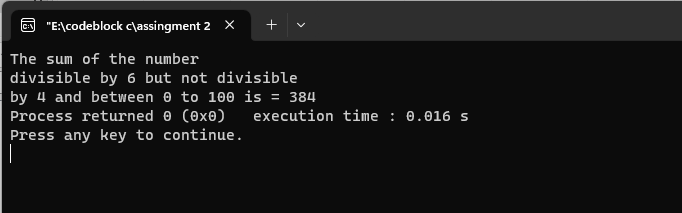 "E:\codeblock c\assingment 2
The sum of the number
divisible by 6 but not divisible
by 4 and between 0 to 100 is = 384
Process returned 0 (0x0)   execution time : 0.016 s
Press any key to continue.